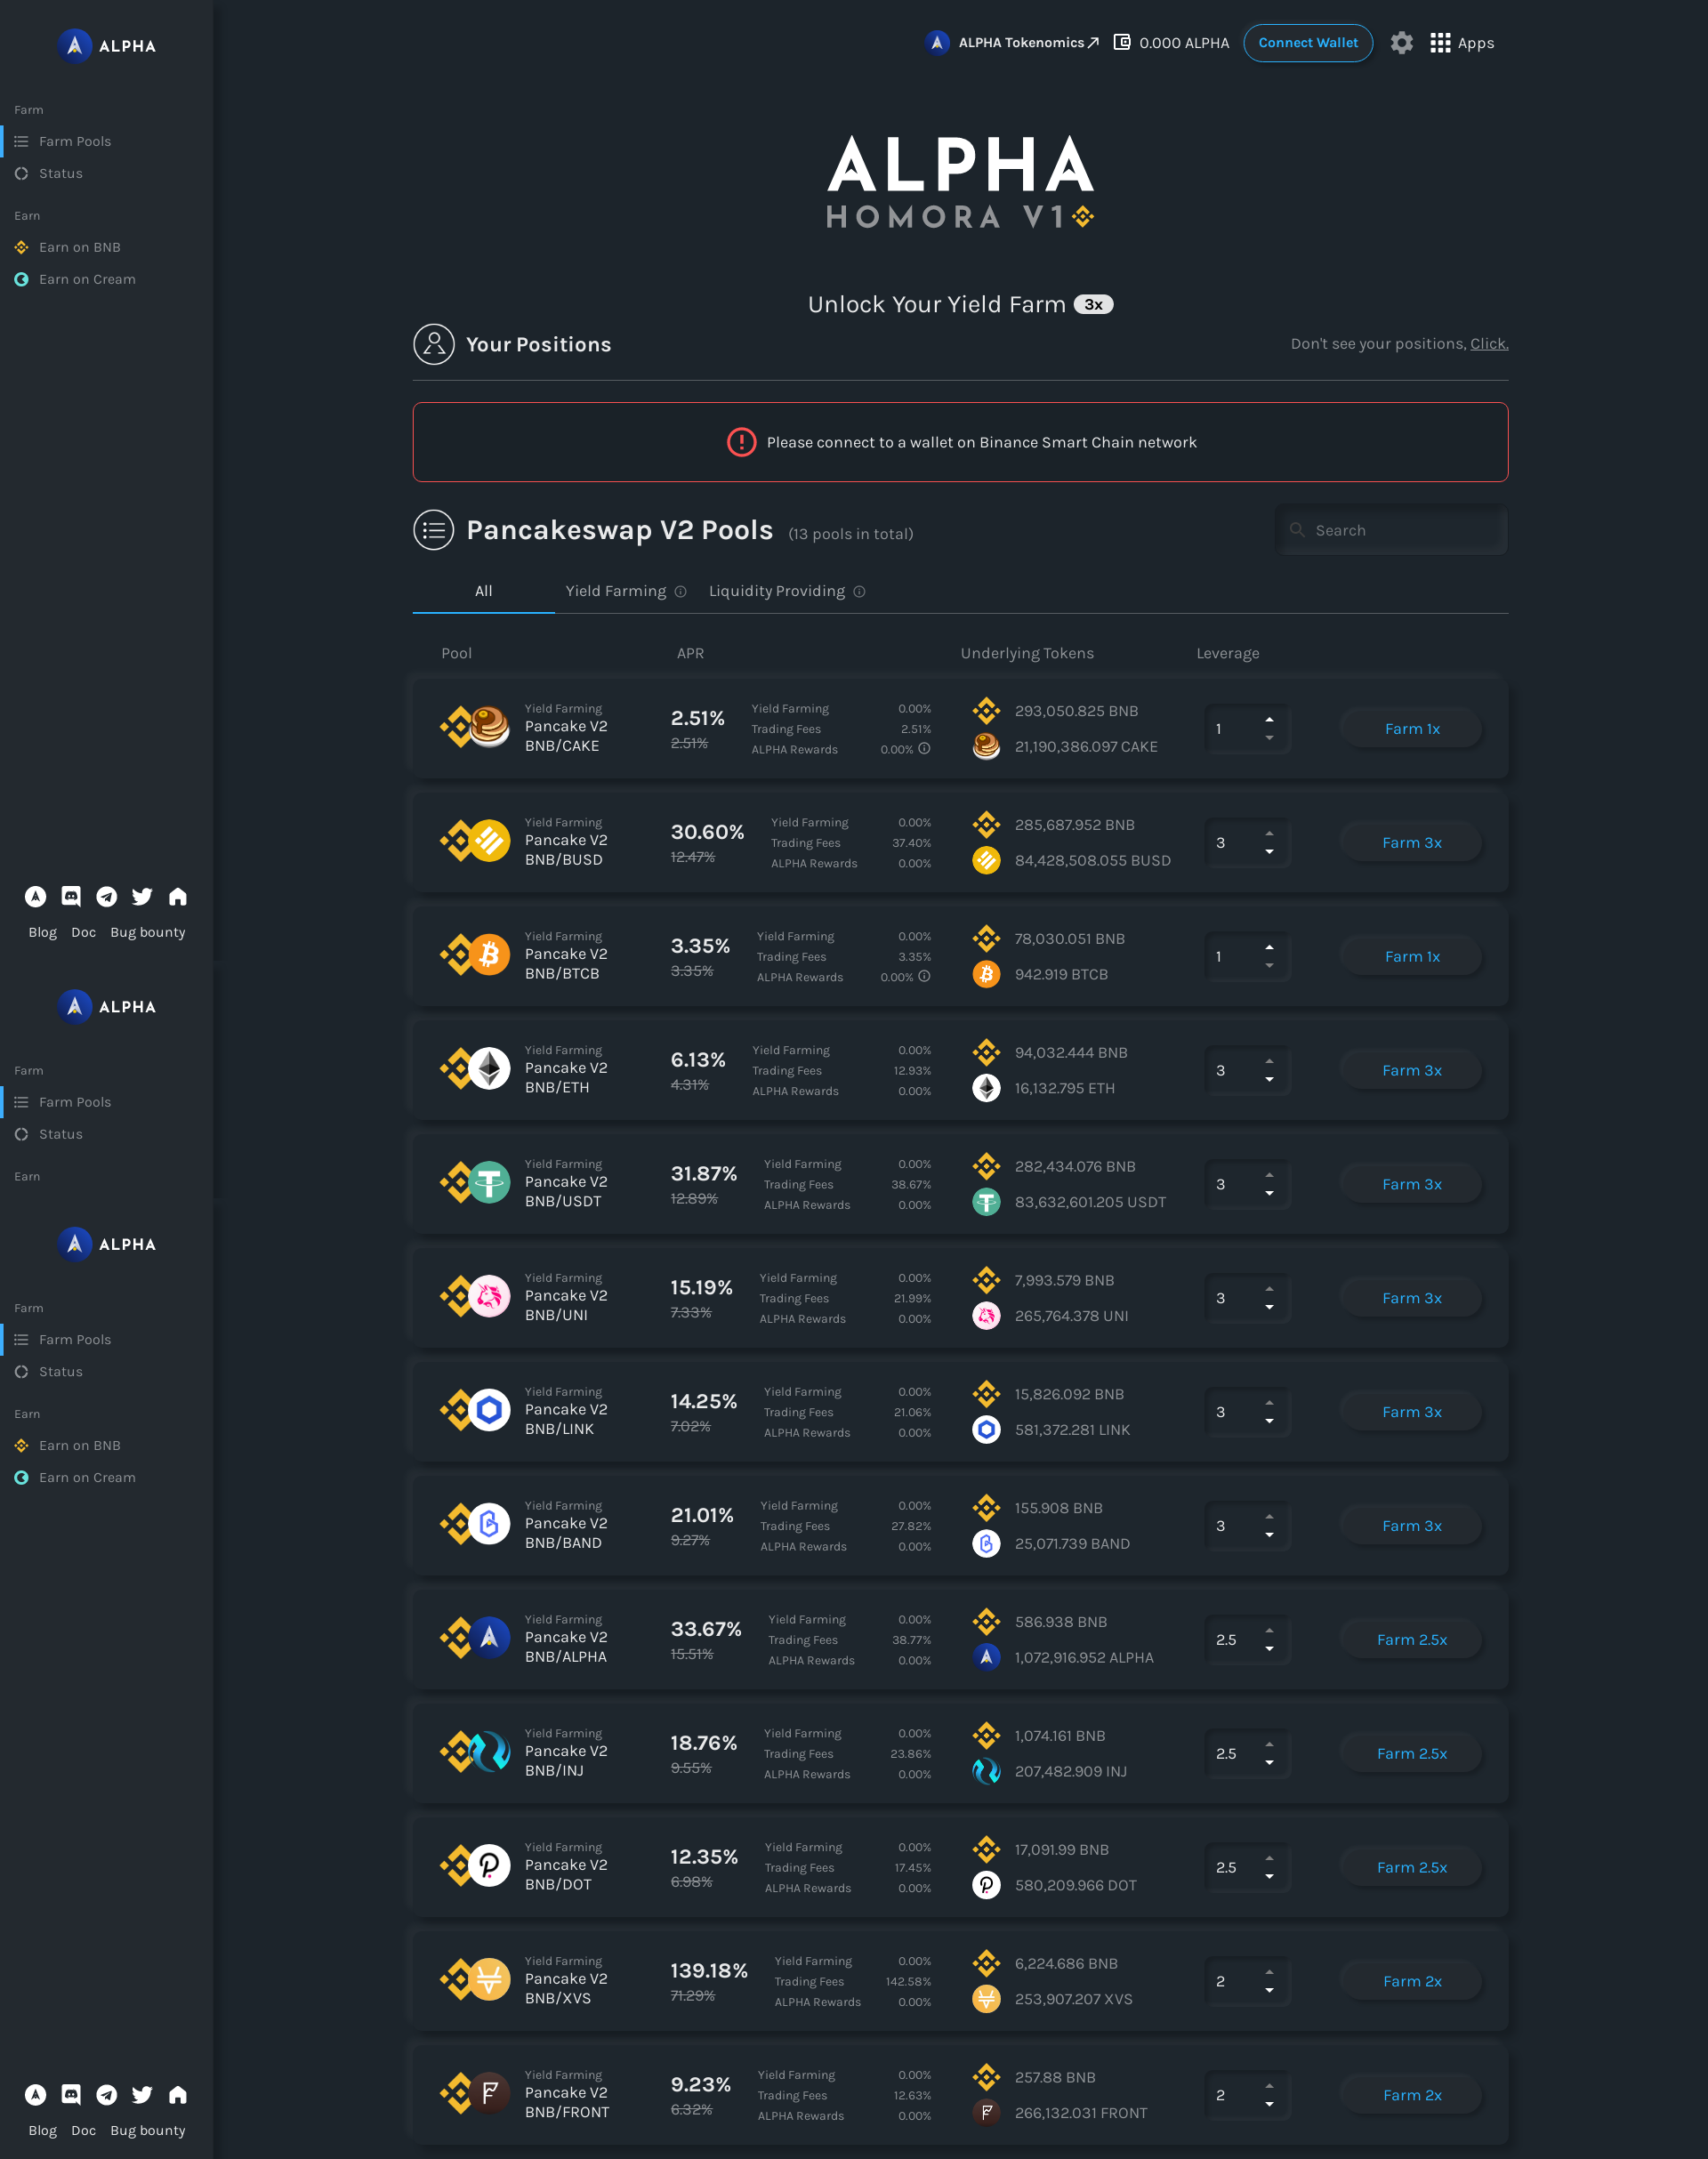 ALPHA
Farm
Farm Pools
Status
Earn
Earn on BNB
Earn on Cream
Blog Doc Bug bounty
ALPHA
Farm
Farm Pools
Status
Earn
ALPHA
Farm
Farm Pools
Status
Earn
Earn on BNB
Earn on Cream
Blog Doc Bug bounty
ALPHA Tokenomics 0.000 ALPHA Connect Wallet Apps
ALPHA
HOMORA V1
Unlock Your Yield Farm 3x
Your Positions Don't see your positions, Click.
Please connect to a wallet on Binance Smart Chain network
Pancakeswap V2 Pools (13 pools in total) Search
All Yield Farming Liquidity Providing
Pool APR Underlying Tokens Leverage
Yield Farming
Pancake V2
BNB/CAKE
2.51%
2.51%
Yield Farming 0.00%
Trading Fees 2.51%
ALPHA Rewards 0.00%
293,050.825 BNB
21,190,386.097 CAKE
1
Farm 1x
Yield Farming
Pancake V2
BNB/BUSD
30.60%
12.47%
Yield Farming 0.00%
Trading Fees 37.40%
ALPHA Rewards 0.00%
285,687.952 BNB
84,428,508.055 BUSD
3
Farm 3x
Yield Farming
Pancake V2
BNB/BTCB
3.35%
3.35%
Yield Farming 0.00%
Trading Fees 3.35%
ALPHA Rewards 0.00%
78,030.051 BNB
942.919 BTCB
1
Farm 1x
Yield Farming
Pancake V2
BNB/ETH
6.13%
4.31%
Yield Farming 0.00%
Trading Fees 12.93%
ALPHA Rewards 0.00%
94,032.444 BNB
16,132.795 ETH
3
Farm 3x
Yield Farming
Pancake V2
BNB/USDT
31.87%
12.89%
Yield Farming 0.00%
Trading Fees 38.67%
ALPHA Rewards 0.00%
282,434.076 BNB
83,632,601.205 USDT
3
Farm 3x
Yield Farming
Pancake V2
BNB/UNI
15.19%
7.33%
Yield Farming 0.00%
Trading Fees 21.99%
ALPHA Rewards 0.00%
7,993.579 BNB
265,764.378 UNI
3
Farm 3x
Yield Farming
Pancake V2
BNB/LINK
14.25%
7.02%
Yield Farming 0.00%
Trading Fees 21.06%
ALPHA Rewards 0.00%
15,826.092 BNB
581,372.281 LINK
3
Farm 3x
Yield Farming
Pancake V2
BNB/BAND
21.01%
9.27%
Yield Farming 0.00%
Trading Fees 27.82%
ALPHA Rewards 0.00%
155.908 BNB
25,071.739 BAND
3
Farm 3x
Yield Farming
Pancake V2
BNB/ALPHA
33.67%
15.51%
Yield Farming 0.00%
Trading Fees 38.77%
ALPHA Rewards 0.00%
586.938 BNB
1,072,916.952 ALPHA
2.5
Farm 2.5x
Yield Farming
Pancake V2
BNB/INJ
18.76%
9.55%
Yield Farming 0.00%
Trading Fees 23.86%
ALPHA Rewards 0.00%
1,074.161 BNB
207,482.909 INJ
2.5
Farm 2.5x
Yield Farming
Pancake V2
BNB/DOT
12.35%
6.98%
Yield Farming 0.00%
Trading Fees 17.45%
ALPHA Rewards 0.00%
17,091.99 BNB
580,209.966 DOT
2.5
Farm 2.5x
Yield Farming
Pancake V2
BNB/XVS
139.18%
71.29%
Yield Farming 0.00%
Trading Fees 142.58%
ALPHA Rewards 0.00%
6,224.686 BNB
253,907.207 XVS
2
Farm 2x
Yield Farming
Pancake V2
BNB/FRONT
9.23%
6.32%
Yield Farming 0.00%
Trading Fees 12.63%
ALPHA Rewards 0.00%
257.88 BNB
266,132.031 FRONT
2
Farm 2x